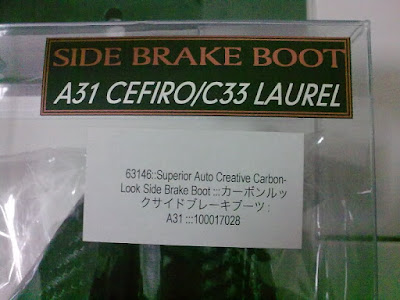 SIDE BRAKE BOOT
A31 CEFIRO/C33 LAUREL
63146::Superior Auto Creative Carbon-
Look Side Brake Boot :::カーボンルッ
クサイドブレーキブーツ :
A31 :::100017028